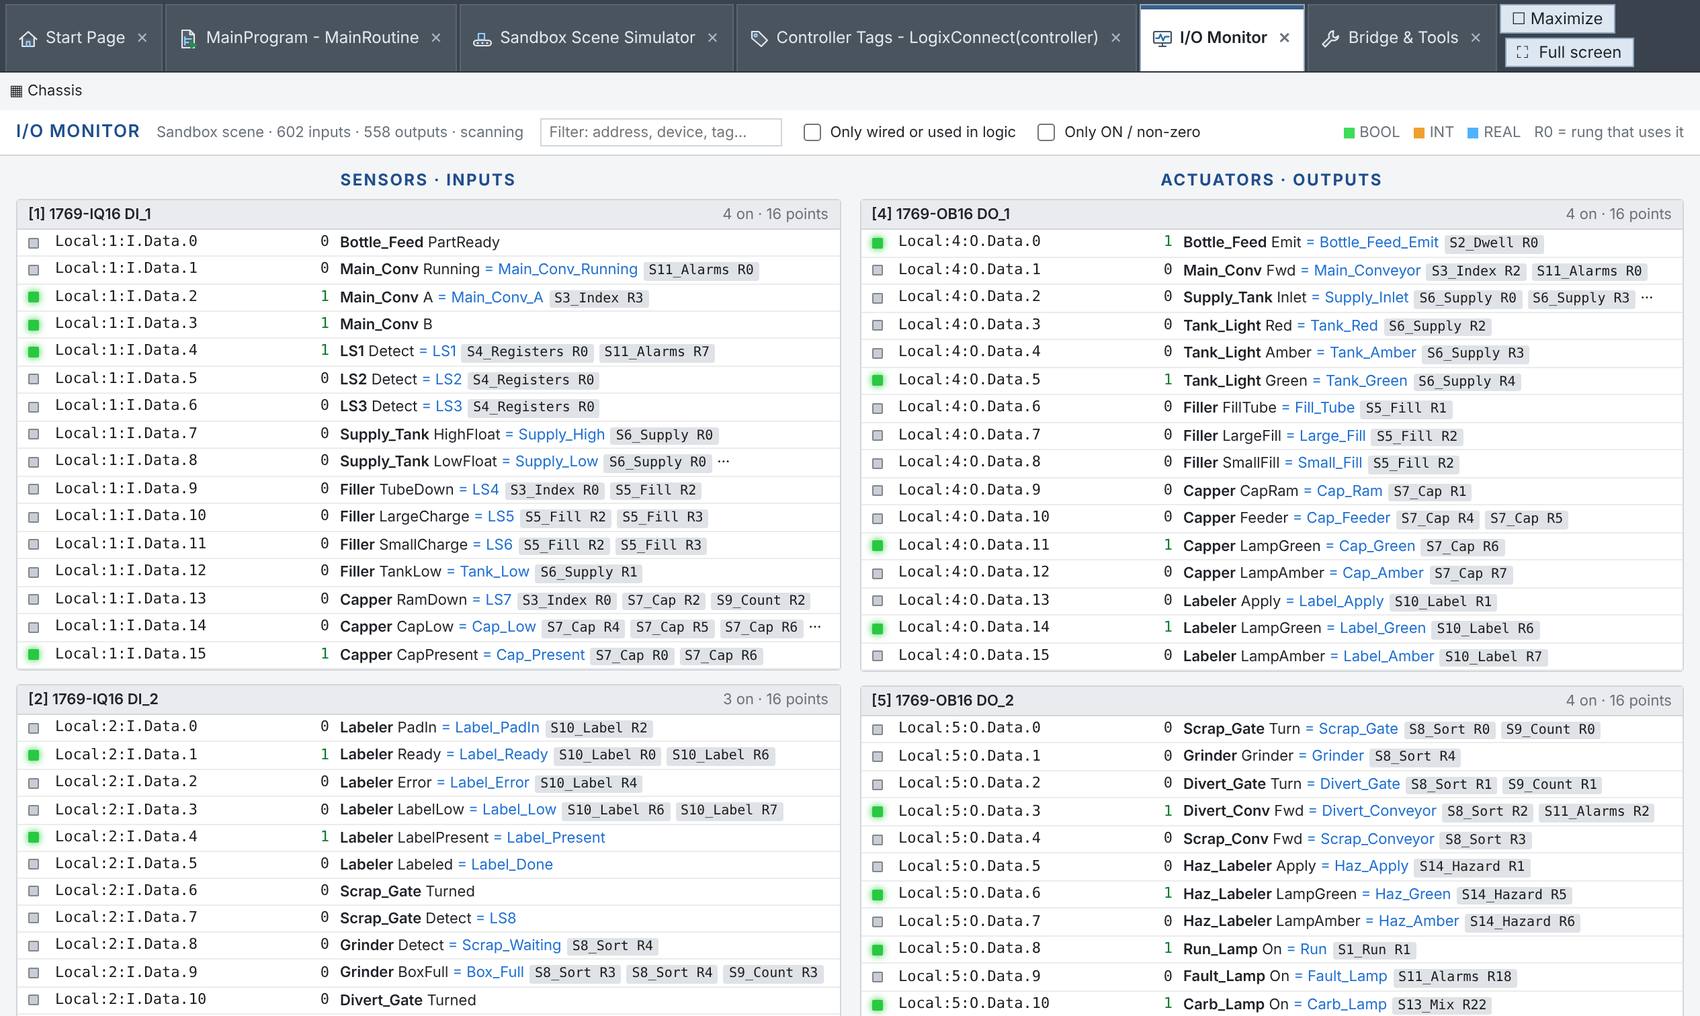 Start Page ×
MainProgram - MainRoutine ×
Sandbox Scene Simulator ×
Controller Tags - LogixConnect(controller) ×
I/O Monitor ×
Bridge & Tools ×
Maximize
Full screen
Chassis
I/O MONITOR Sandbox scene · 602 inputs · 558 outputs · scanning Filter: address, device, tag... Only wired or used in logic Only ON / non-zero BOOL INT REAL R0 = rung that uses it
SENSORS · INPUTS
[1] 1769-IQ16 DI_1 4 on · 16 points
Local:1:I.Data.0 0 Bottle_Feed PartReady
Local:1:I.Data.1 0 Main_Conv Running = Main_Conv_Running S11_Alarms R0
Local:1:I.Data.2 1 Main_Conv A = Main_Conv_A S3_Index R3
Local:1:I.Data.3 1 Main_Conv B
Local:1:I.Data.4 1 LS1 Detect = LS1 S4_Registers R0 S11_Alarms R7
Local:1:I.Data.5 0 LS2 Detect = LS2 S4_Registers R0
Local:1:I.Data.6 0 LS3 Detect = LS3 S4_Registers R0
Local:1:I.Data.7 0 Supply_Tank HighFloat = Supply_High S6_Supply R0
Local:1:I.Data.8 0 Supply_Tank LowFloat = Supply_Low S6_Supply R0 ···
Local:1:I.Data.9 0 Filler TubeDown = LS4 S3_Index R0 S5_Fill R2
Local:1:I.Data.10 0 Filler LargeCharge = LS5 S5_Fill R2 S5_Fill R3
Local:1:I.Data.11 0 Filler SmallCharge = LS6 S5_Fill R2 S5_Fill R3
Local:1:I.Data.12 0 Filler TankLow = Tank_Low S6_Supply R1
Local:1:I.Data.13 0 Capper RamDown = LS7 S3_Index R0 S7_Cap R2 S9_Count R2
Local:1:I.Data.14 0 Capper CapLow = Cap_Low S7_Cap R4 S7_Cap R5 S7_Cap R6 ···
Local:1:I.Data.15 1 Capper CapPresent = Cap_Present S7_Cap R0 S7_Cap R6
[2] 1769-IQ16 DI_2 3 on · 16 points
Local:2:I.Data.0 0 Labeler PadIn = Label_PadIn S10_Label R2
Local:2:I.Data.1 1 Labeler Ready = Label_Ready S10_Label R0 S10_Label R6
Local:2:I.Data.2 0 Labeler Error = Label_Error S10_Label R4
Local:2:I.Data.3 0 Labeler LabelLow = Label_Low S10_Label R6 S10_Label R7
Local:2:I.Data.4 1 Labeler LabelPresent = Label_Present
Local:2:I.Data.5 0 Labeler Labeled = Label_Done
Local:2:I.Data.6 0 Scrap_Gate Turned
Local:2:I.Data.7 0 Scrap_Gate Detect = LS8
Local:2:I.Data.8 0 Grinder Detect = Scrap_Waiting S8_Sort R4
Local:2:I.Data.9 0 Grinder BoxFull = Box_Full S8_Sort R3 S8_Sort R4 S9_Count R3
Local:2:I.Data.10 0 Divert_Gate Turned
ACTUATORS · OUTPUTS
[4] 1769-OB16 DO_1 4 on · 16 points
Local:4:O.Data.0 1 Bottle_Feed Emit = Bottle_Feed_Emit S2_Dwell R0
Local:4:O.Data.1 0 Main_Conv Fwd = Main_Conveyor S3_Index R2 S11_Alarms R0
Local:4:O.Data.2 0 Supply_Tank Inlet = Supply_Inlet S6_Supply R0 S6_Supply R3 ···
Local:4:O.Data.3 0 Tank_Light Red = Tank_Red S6_Supply R2
Local:4:O.Data.4 0 Tank_Light Amber = Tank_Amber S6_Supply R3
Local:4:O.Data.5 1 Tank_Light Green = Tank_Green S6_Supply R4
Local:4:O.Data.6 0 Filler FillTube = Fill_Tube S5_Fill R1
Local:4:O.Data.7 0 Filler LargeFill = Large_Fill S5_Fill R2
Local:4:O.Data.8 0 Filler SmallFill = Small_Fill S5_Fill R2
Local:4:O.Data.9 0 Capper CapRam = Cap_Ram S7_Cap R1
Local:4:O.Data.10 0 Capper Feeder = Cap_Feeder S7_Cap R4 S7_Cap R5
Local:4:O.Data.11 1 Capper LampGreen = Cap_Green S7_Cap R6
Local:4:O.Data.12 0 Capper LampAmber = Cap_Amber S7_Cap R7
Local:4:O.Data.13 0 Labeler Apply = Label_Apply S10_Label R1
Local:4:O.Data.14 1 Labeler LampGreen = Label_Green S10_Label R6
Local:4:O.Data.15 0 Labeler LampAmber = Label_Amber S10_Label R7
[5] 1769-OB16 DO_2 4 on · 16 points
Local:5:O.Data.0 0 Scrap_Gate Turn = Scrap_Gate S8_Sort R0 S9_Count R0
Local:5:O.Data.1 0 Grinder Grinder = Grinder S8_Sort R4
Local:5:O.Data.2 0 Divert_Gate Turn = Divert_Gate S8_Sort R1 S9_Count R1
Local:5:O.Data.3 1 Divert_Conv Fwd = Divert_Conveyor S8_Sort R2 S11_Alarms R2
Local:5:O.Data.4 0 Scrap_Conv Fwd = Scrap_Conveyor S8_Sort R3
Local:5:O.Data.5 0 Haz_Labeler Apply = Haz_Apply S14_Hazard R1
Local:5:O.Data.6 1 Haz_Labeler LampGreen = Haz_Green S14_Hazard R5
Local:5:O.Data.7 0 Haz_Labeler LampAmber = Haz_Amber S14_Hazard R6
Local:5:O.Data.8 1 Run_Lamp On = Run S1_Run R1
Local:5:O.Data.9 0 Fault_Lamp On = Fault_Lamp S11_Alarms R18
Local:5:O.Data.10 1 Carb_Lamp On = Carb_Lamp S13_Mix R22